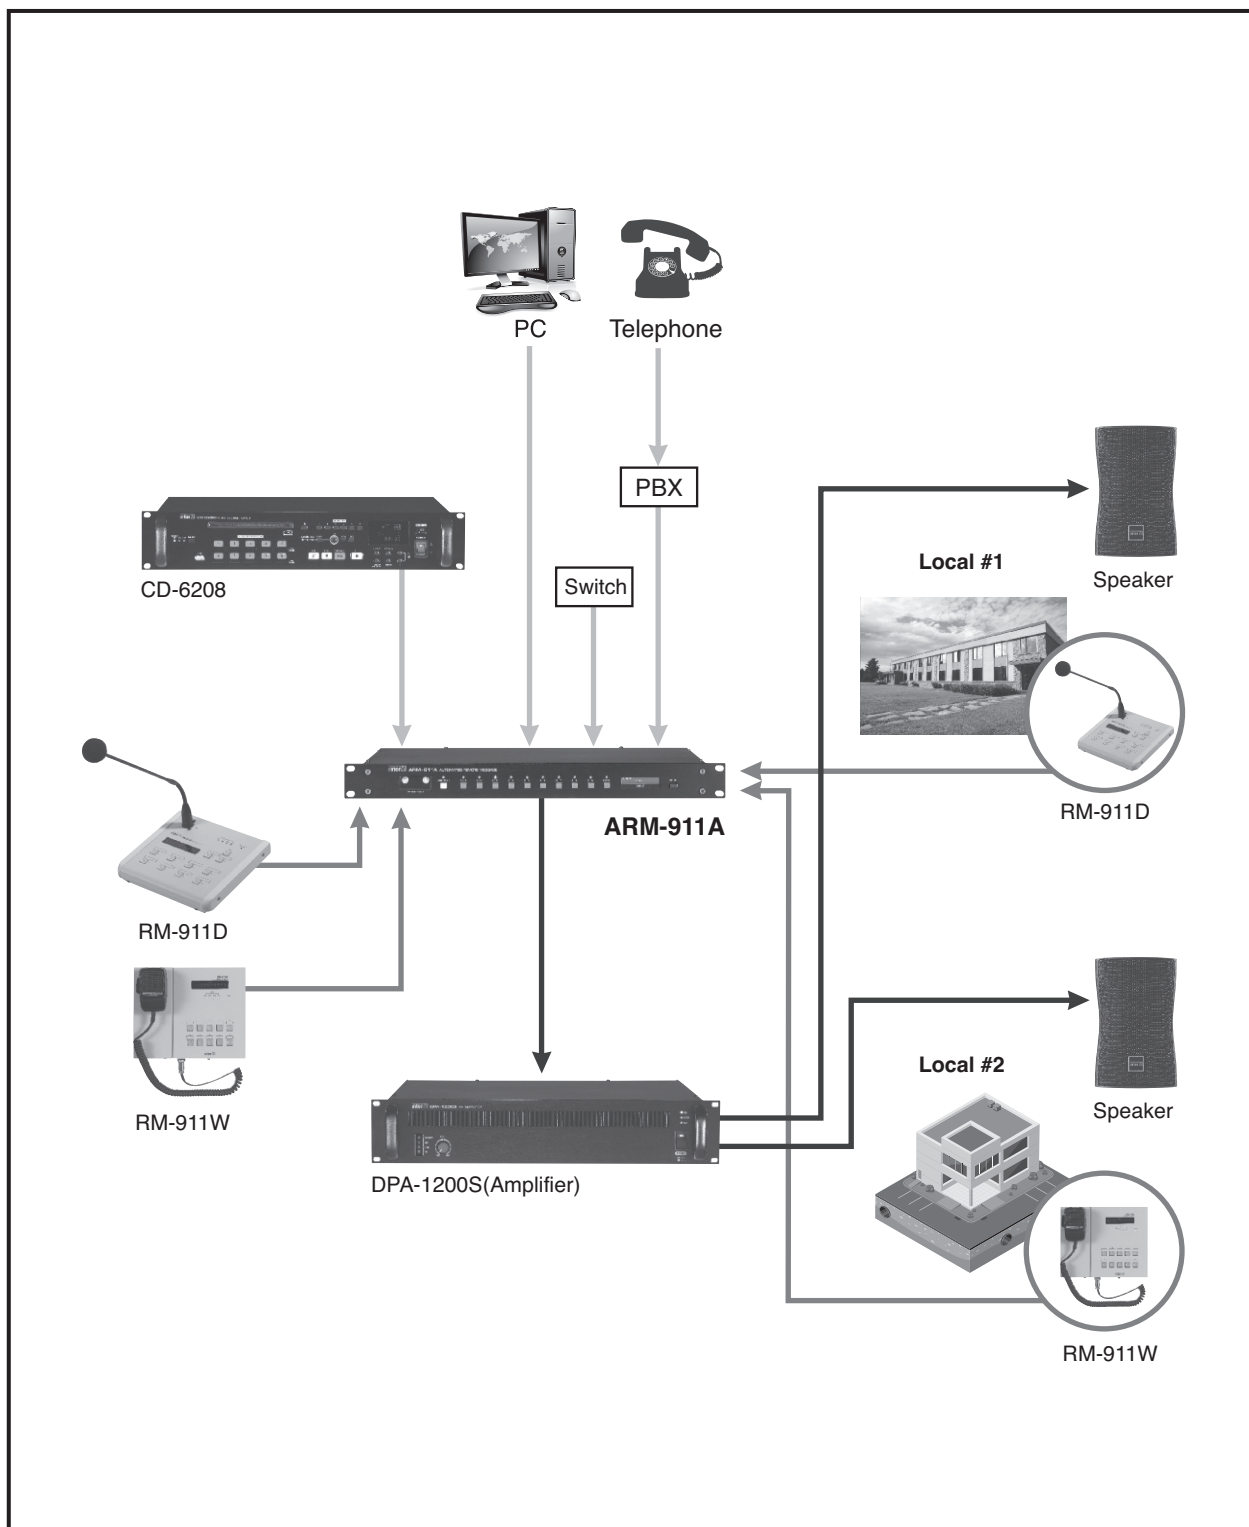 PC
Telephone
PBX
CD-6208
Switch
Local #1
Speaker
ARM-911A
RM-911D
RM-911D
RM-911W
Local #2
Speaker
DPA-1200S(Amplifier)
RM-911W